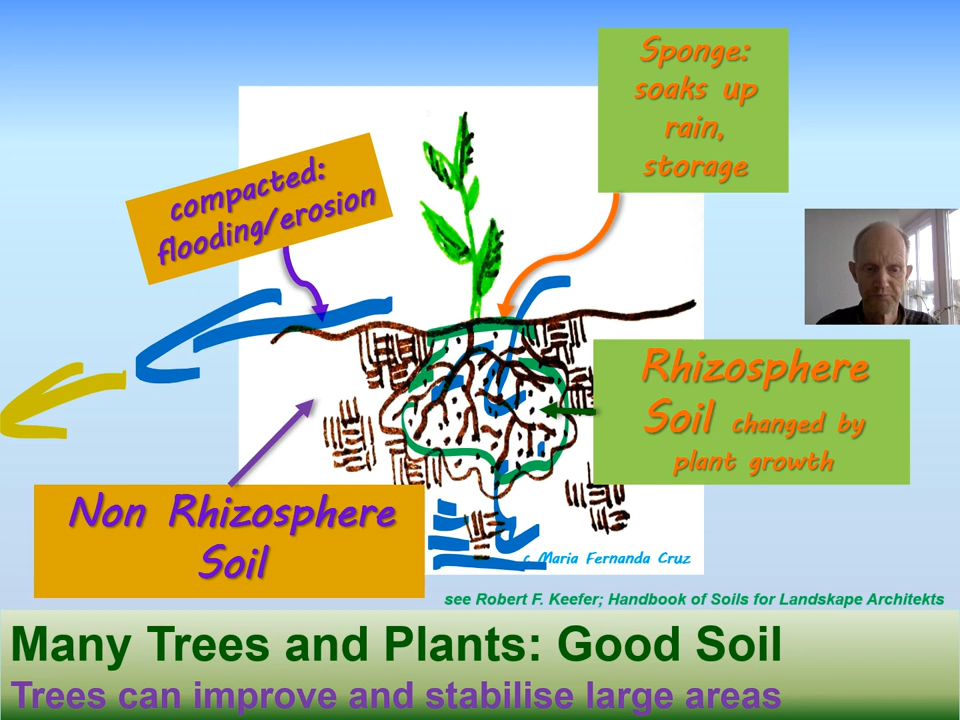 Sponge:
soaks up
rain,
storage
compacted:
flooding/erosion
Rhizosphere
Soil changed by
plant growth
Non Rhizosphere
Soil
c Maria Fernanda Cruz
see Robert F. Keefer; Handbook of Soils for Landskape Architekts
Many Trees and Plants: Good Soil
Trees can improve and stabilise large areas